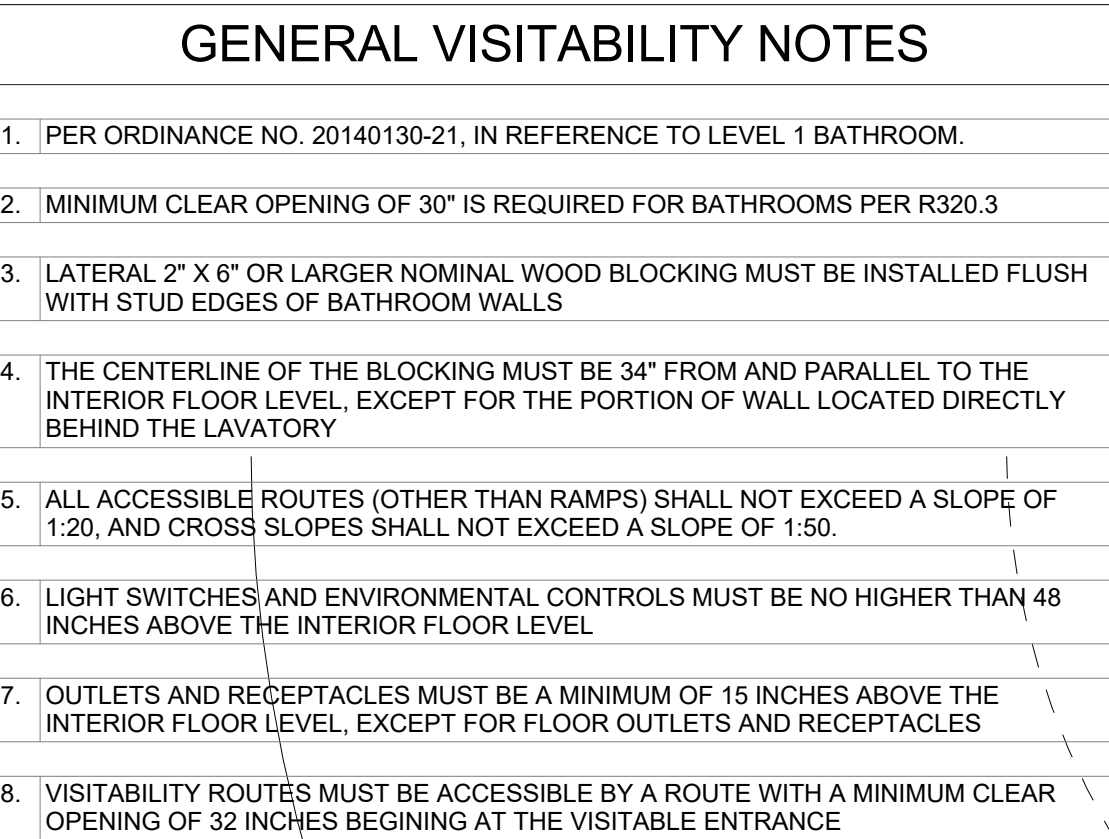 GENERAL VISITABILITY NOTES
1. PER ORDINANCE NO. 20140130-21, IN REFERENCE TO LEVEL 1 BATHROOM.
2. MINIMUM CLEAR OPENING OF 30" IS REQUIRED FOR BATHROOMS PER R320.3
3. LATERAL 2" X 6" OR LARGER NOMINAL WOOD BLOCKING MUST BE INSTALLED FLUSH
WITH STUD EDGES OF BATHROOM WALLS
4. THE CENTERLINE OF THE BLOCKING MUST BE 34" FROM AND PARALLEL TO THE
INTERIOR FLOOR LEVEL, EXCEPT FOR THE PORTION OF WALL LOCATED DIRECTLY
BEHIND THE LAVATORY
5. ALL ACCESSIBLE ROUTES (OTHER THAN RAMPS) SHALL NOT EXCEED A SLOPE OF
1:20, AND CROSS SLOPES SHALL NOT EXCEED A SLOPE OF 1:50.
6. LIGHT SWITCHES AND ENVIRONMENTAL CONTROLS MUST BE NO HIGHER THAN 48
INCHES ABOVE THE INTERIOR FLOOR LEVEL
7. OUTLETS AND RECEPTACLES MUST BE A MINIMUM OF 15 INCHES ABOVE THE
INTERIOR FLOOR LEVEL, EXCEPT FOR FLOOR OUTLETS AND RECEPTACLES
8. VISITABILITY ROUTES MUST BE ACCESSIBLE BY A ROUTE WITH A MINIMUM CLEAR
OPENING OF 32 INCHES BEGINING AT THE VISITABLE ENTRANCE